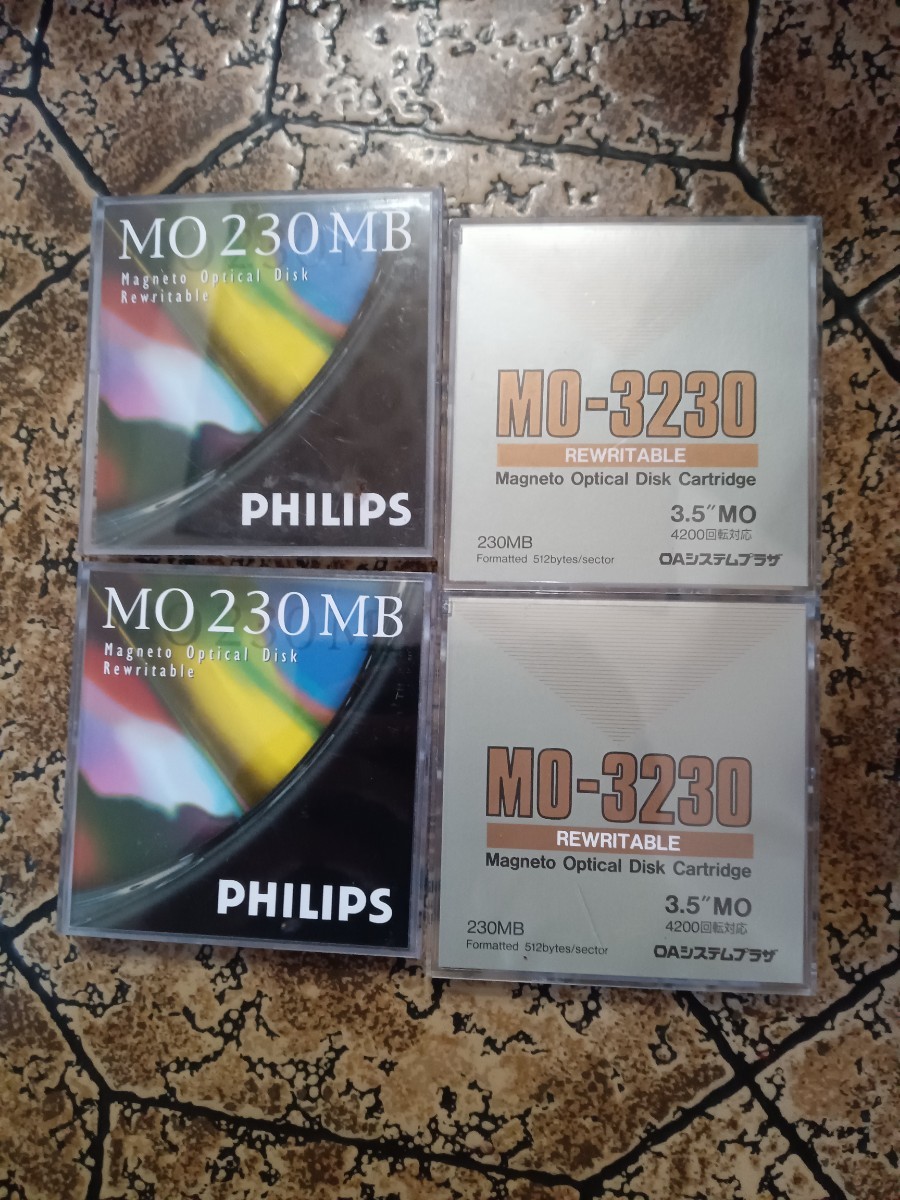 MO 230 MB
Magneto Optical Disk
Rewritable
PHILIPS
MO-3230
REWRITABLE
Magneto Optical Disk Cartridge
3.5″MO
4200回転対応
230MB
Formatted 512bytes/sector
OAシステムプラザ
MO 230 MB
Magneto Optical Disk
Rewritable
PHILIPS
MO-3230
REWRITABLE
Magneto Optical Disk Cartridge
3.5″MO
4200回転対応
230MB
Formatted 512bytes/sector
OAシステムプラザ